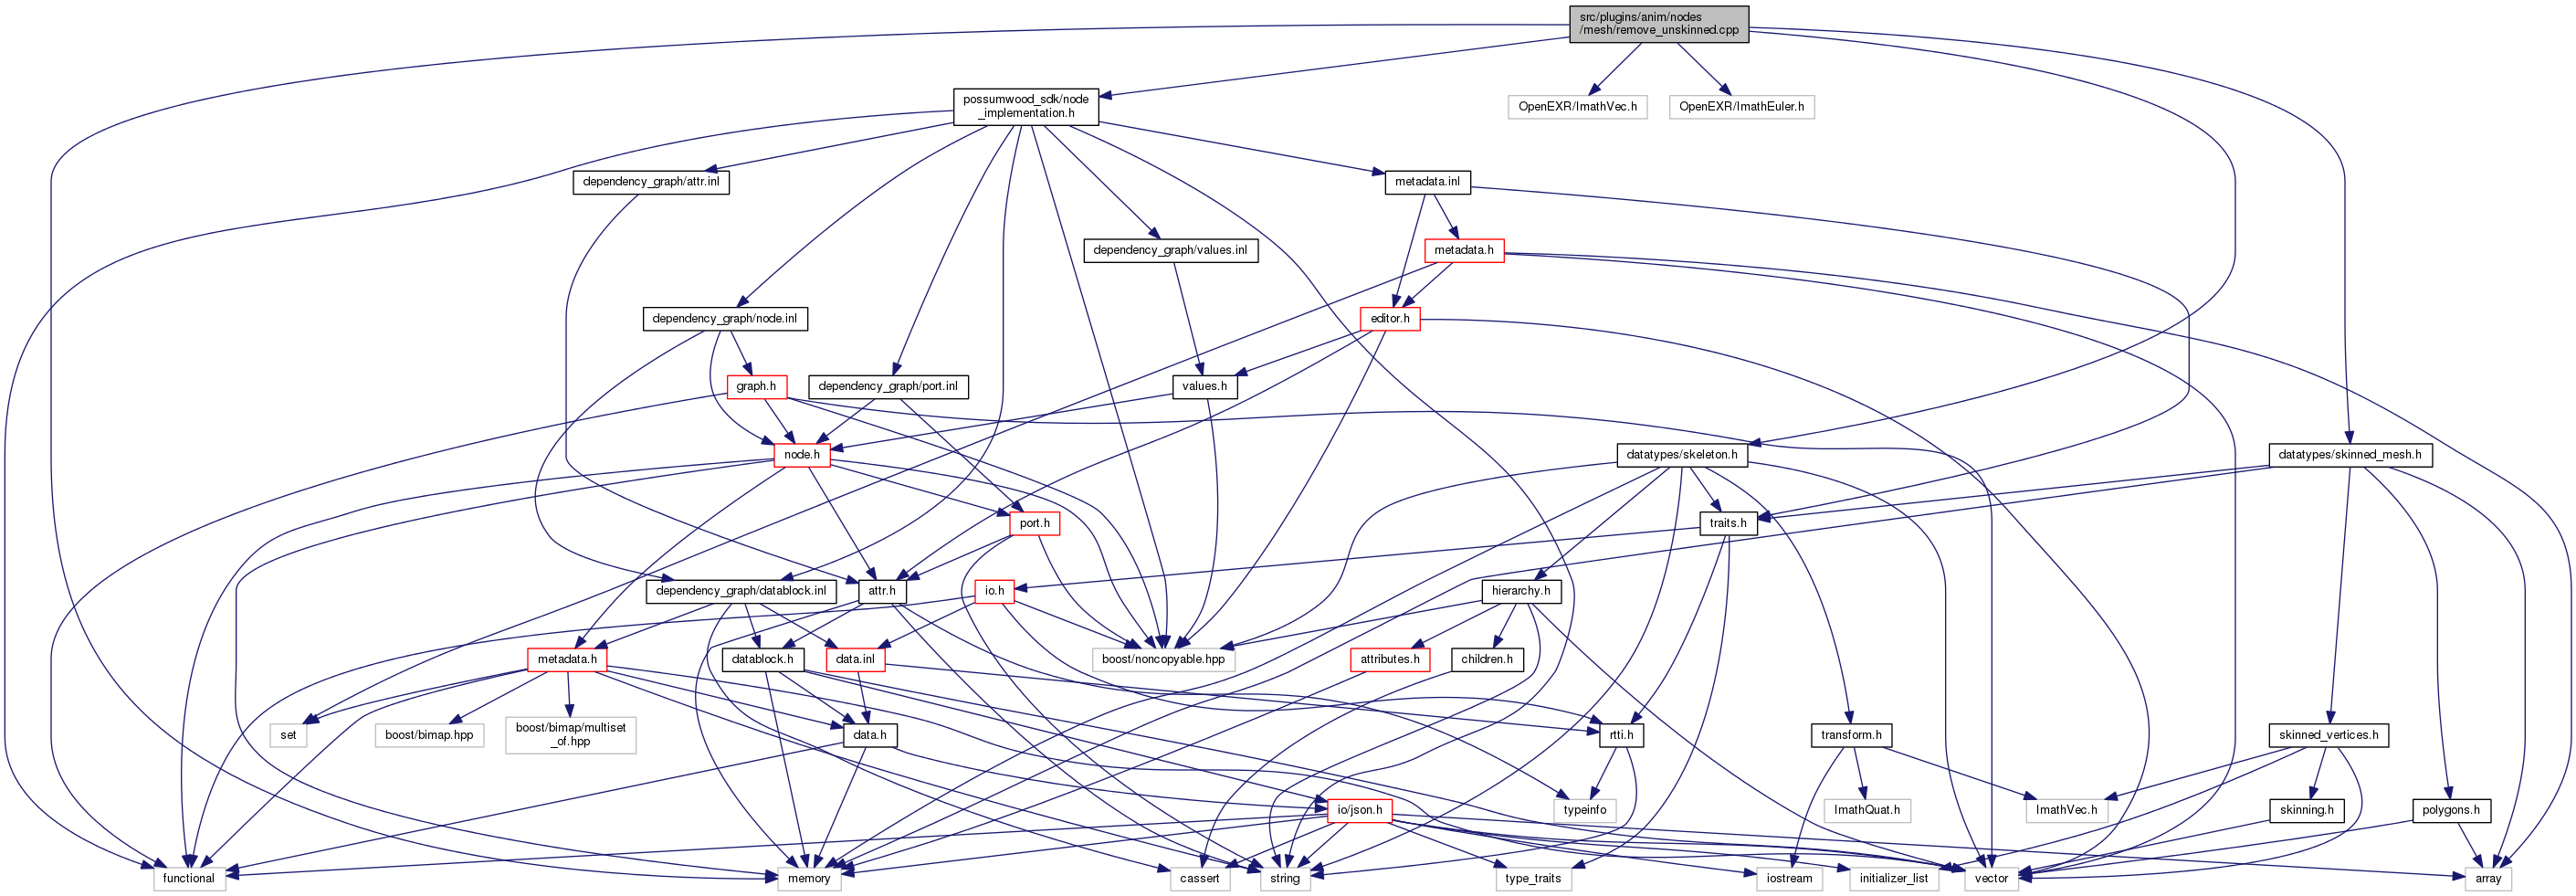 src/plugins/anim/nodes
/mesh/remove_unskinned.cpp
possumwood_sdk/node
_implementation.h
OpenEXR/ImathVec.h
OpenEXR/ImathEuler.h
dependency_graph/attr.inl
metadata.inl
dependency_graph/values.inl
metadata.h
dependency_graph/node.inl
editor.h
graph.h
dependency_graph/port.inl
values.h
node.h
datatypes/skeleton.h
datatypes/skinned_mesh.h
port.h
traits.h
dependency_graph/datablock.inl
attr.h
io.h
hierarchy.h
metadata.h
datablock.h
data.inl
boost/noncopyable.hpp
attributes.h
children.h
set
boost/bimap.hpp
boost/bimap/multiset
_of.hpp
data.h
rtti.h
transform.h
skinned_vertices.h
io/json.h
typeinfo
ImathQuat.h
ImathVec.h
skinning.h
polygons.h
functional
memory
cassert
string
type_traits
iostream
initializer_list
vector
array